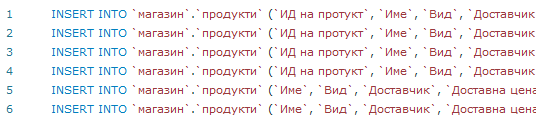 1 INSERT INTO `магазин`.`продукти` (`ИД на протукт`, `Име`, `Вид`, `Доставчик
2 INSERT INTO `магазин`.`продукти` (`ИД на протукт`, `Име`, `Вид`, `Доставчик
3 INSERT INTO `магазин`.`продукти` (`ИД на протукт`, `Име`, `Вид`, `Доставчик
4 INSERT INTO `магазин`.`продукти` (`ИД на протукт`, `Име`, `Вид`, `Доставчик
5 INSERT INTO `магазин`.`продукти` (`Име`, `Вид`, `Доставчик`, `Доставна цена
6 INSERT INTO `магазин`.`продукти` (`Име`, `Вид`, `Доставчик`, `Доставна цена